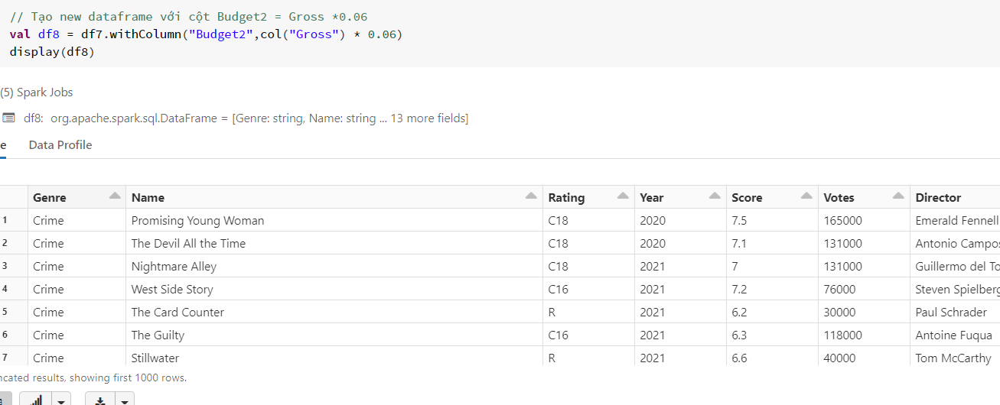 // Tạo new dataframe với cột Budget2 = Gross *0.06
val df8 = df7.withColumn("Budget2",col("Gross") * 0.06)
display(df8)
(5) Spark Jobs
df8: org.apache.spark.sql.DataFrame = [Genre: string, Name: string ... 13 more fields]
e Data Profile
Genre Name Rating Year Score Votes Director
1 Crime Promising Young Woman C18 2020 7.5 165000 Emerald Fennell
2 Crime The Devil All the Time C18 2020 7.1 131000 Antonio Campos
3 Crime Nightmare Alley C18 2021 7 131000 Guillermo del To
4 Crime West Side Story C16 2021 7.2 76000 Steven Spielberg
5 Crime The Card Counter R 2021 6.2 30000 Paul Schrader
6 Crime The Guilty C16 2021 6.3 118000 Antoine Fuqua
7 Crime Stillwater R 2021 6.6 40000 Tom McCarthy
ncated results, showing first 1000 rows.